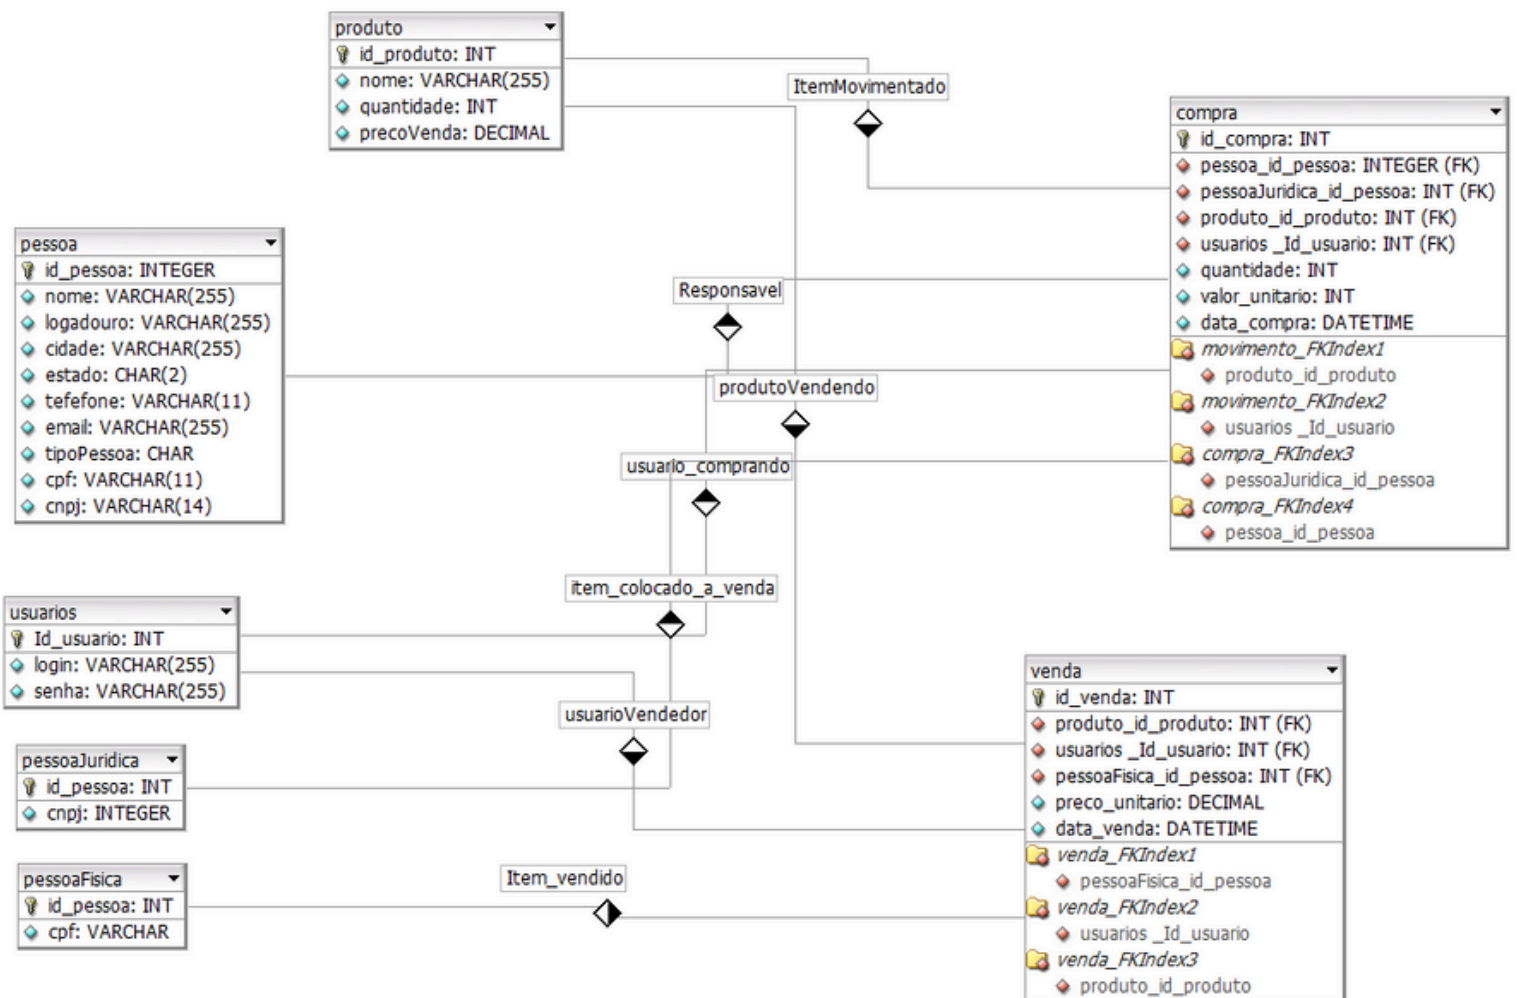 produto
id_produto: INT
nome: VARCHAR(255)
quantidade: INT
precoVenda: DECIMAL
ItemMovimentado
compra
id_compra: INT
pessoa_id_pessoa: INTEGER (FK)
pessoaJuridica_id_pessoa: INT (FK)
produto_id_produto: INT (FK)
usuarios _Id_usuario: INT (FK)
quantidade: INT
valor_unitario: INT
data_compra: DATETIME
movimento_FKIndex1
produto_id_produto
movimento_FKIndex2
usuarios _Id_usuario
compra_FKIndex3
pessoaJuridica_id_pessoa
compra_FKIndex4
pessoa_id_pessoa
pessoa
id_pessoa: INTEGER
nome: VARCHAR(255)
logadouro: VARCHAR(255)
cidade: VARCHAR(255)
estado: CHAR(2)
tefefone: VARCHAR(11)
email: VARCHAR(255)
tipoPessoa: CHAR
cpf: VARCHAR(11)
cnpj: VARCHAR(14)
Responsavel
produtoVendendo
usuario_comprando
item_colocado_a_venda
usuarios
Id_usuario: INT
login: VARCHAR(255)
senha: VARCHAR(255)
usuarioVendedor
pessoaJuridica
id_pessoa: INT
cnpj: INTEGER
pessoaFisica
id_pessoa: INT
cpf: VARCHAR
Item_vendido
venda
id_venda: INT
produto_id_produto: INT (FK)
usuarios _Id_usuario: INT (FK)
pessoaFisica_id_pessoa: INT (FK)
preco_unitario: DECIMAL
data_venda: DATETIME
venda_FKIndex1
pessoaFisica_id_pessoa
venda_FKIndex2
usuarios _Id_usuario
venda_FKIndex3
produto_id_produto